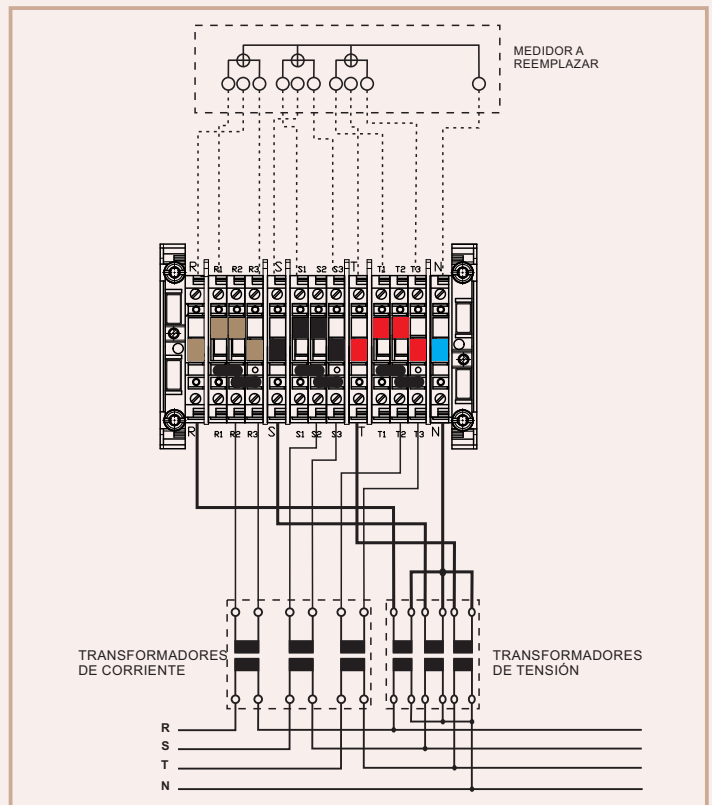 MEDIDOR A
REEMPLAZAR
R R1 R2 R3 S S1 S2 S3 T T1 T2 T3 N
R R1 R2 R3 S S1 S2 S3 T T1 T2 T3 N
TRANSFORMADORES
DE CORRIENTE
TRANSFORMADORES
DE TENSIÓN
R
S
T
N